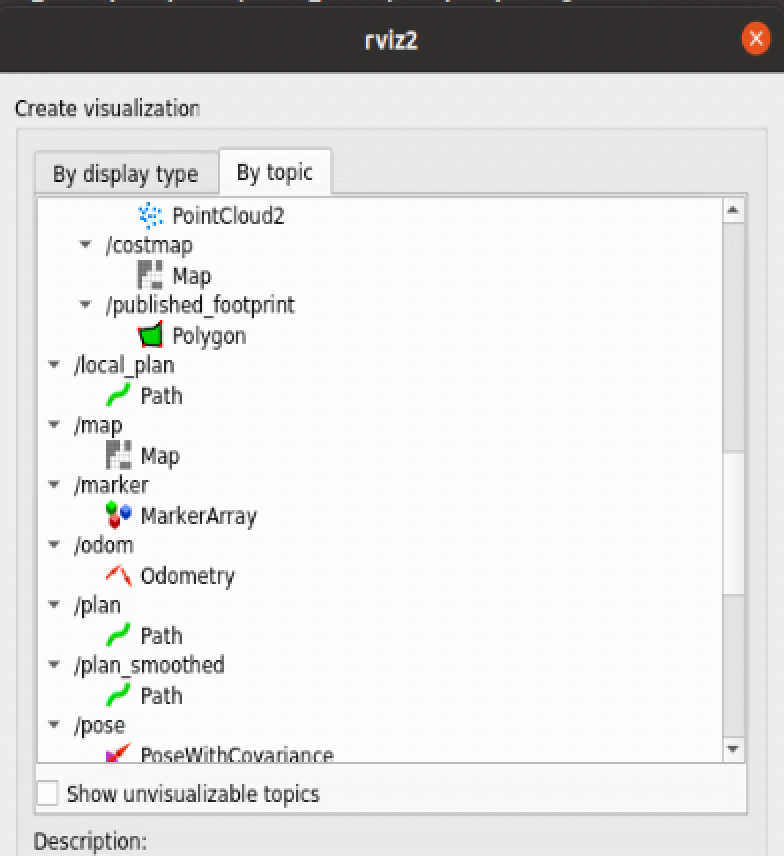 rviz2
Create visualization
By display type By topic
PointCloud2
/costmap
Map
/published_footprint
Polygon
/local_plan
Path
/map
Map
/marker
MarkerArray
/odom
Odometry
/plan
Path
/plan_smoothed
Path
/pose
PoseWithCovariance
Show unvisualizable topics
Description: